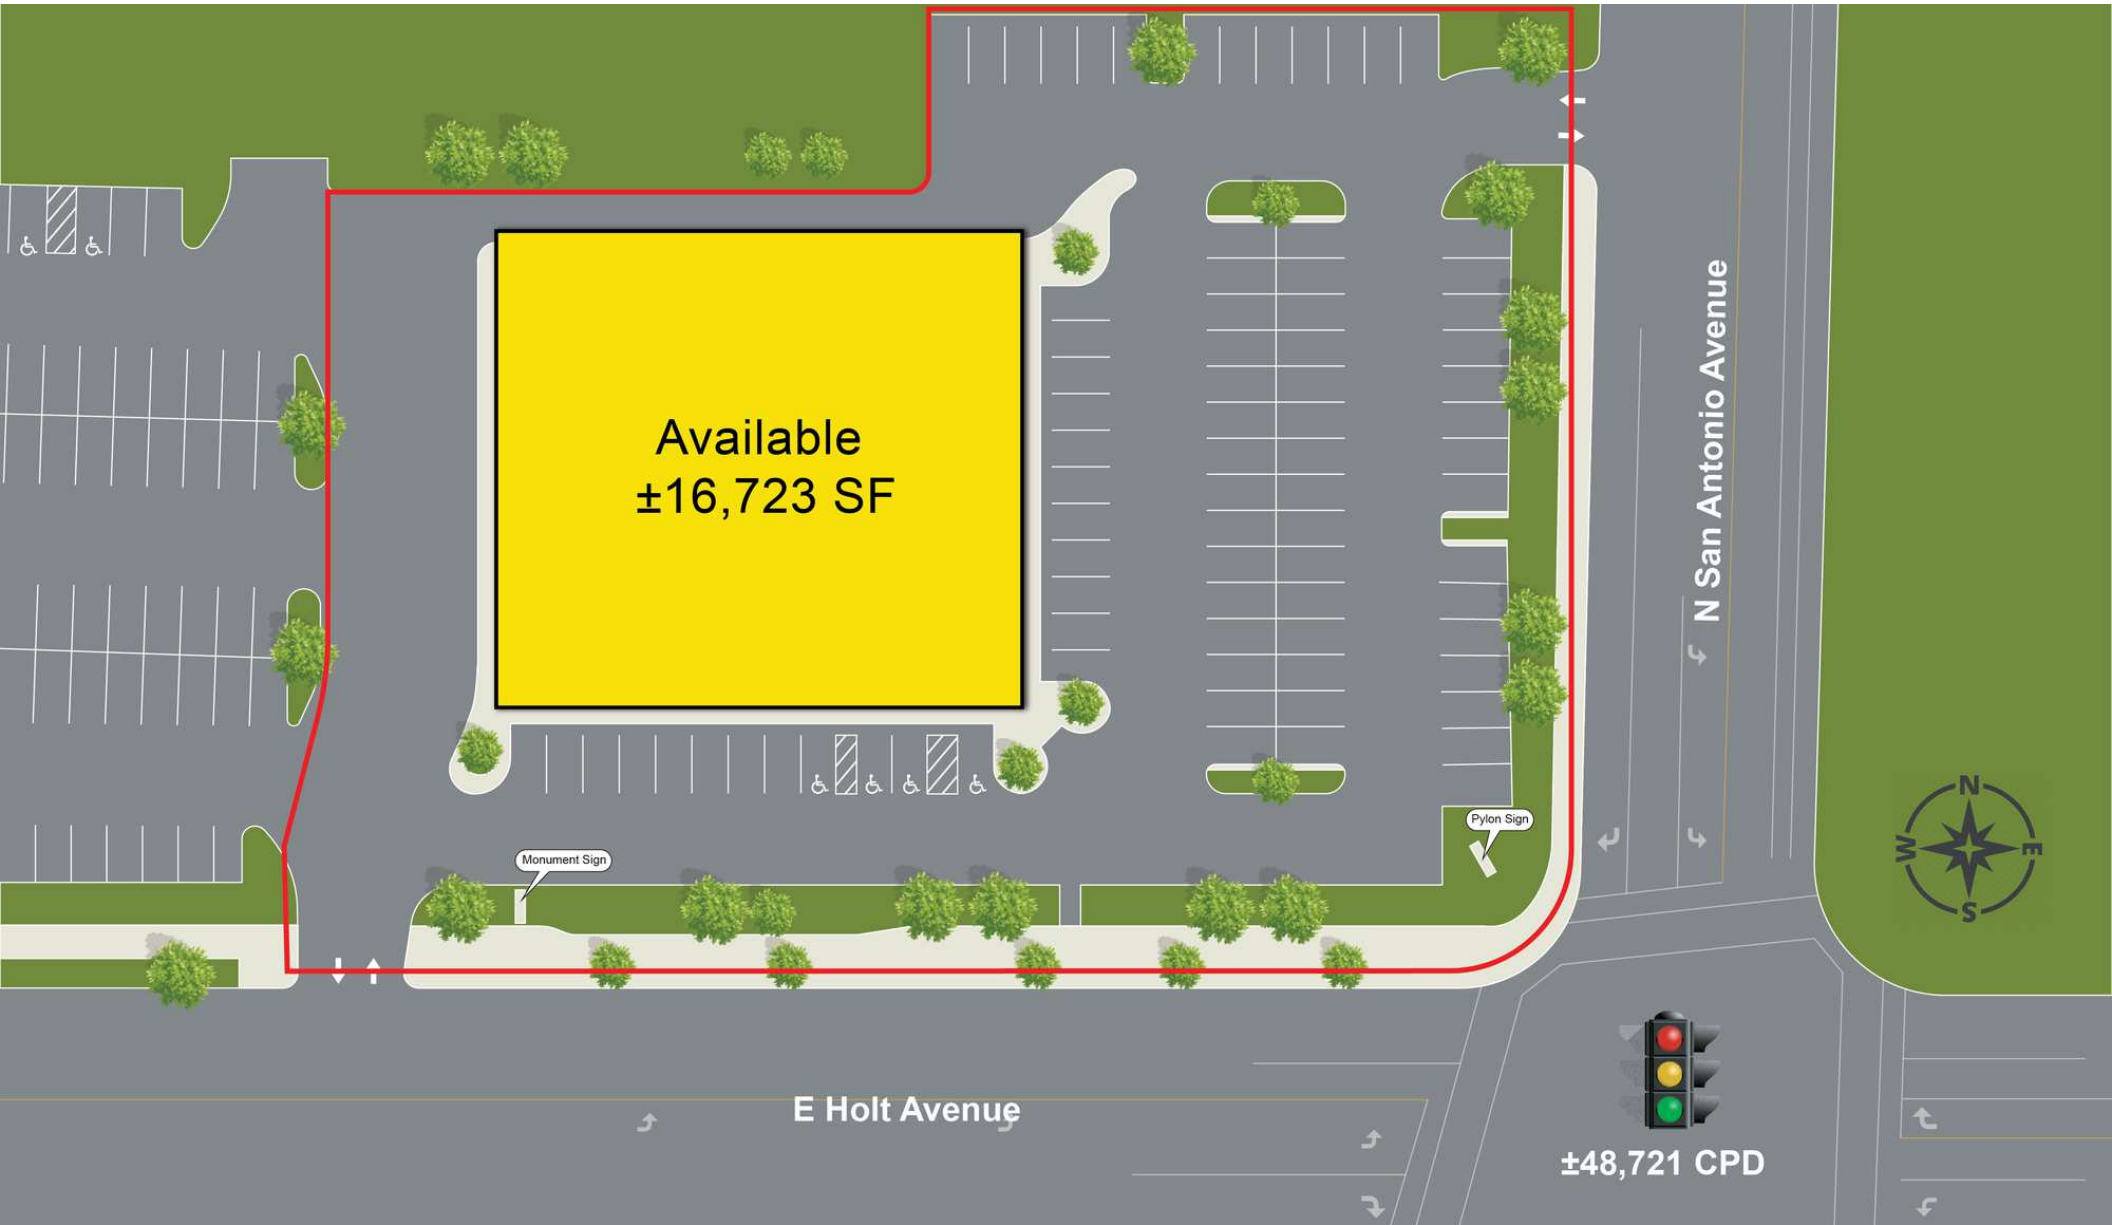 Available
±16,723 SF
N San Antonio Avenue
Pylon Sign
Monument Sign
N
W
E
S
E Holt Avenue
±48,721 CPD